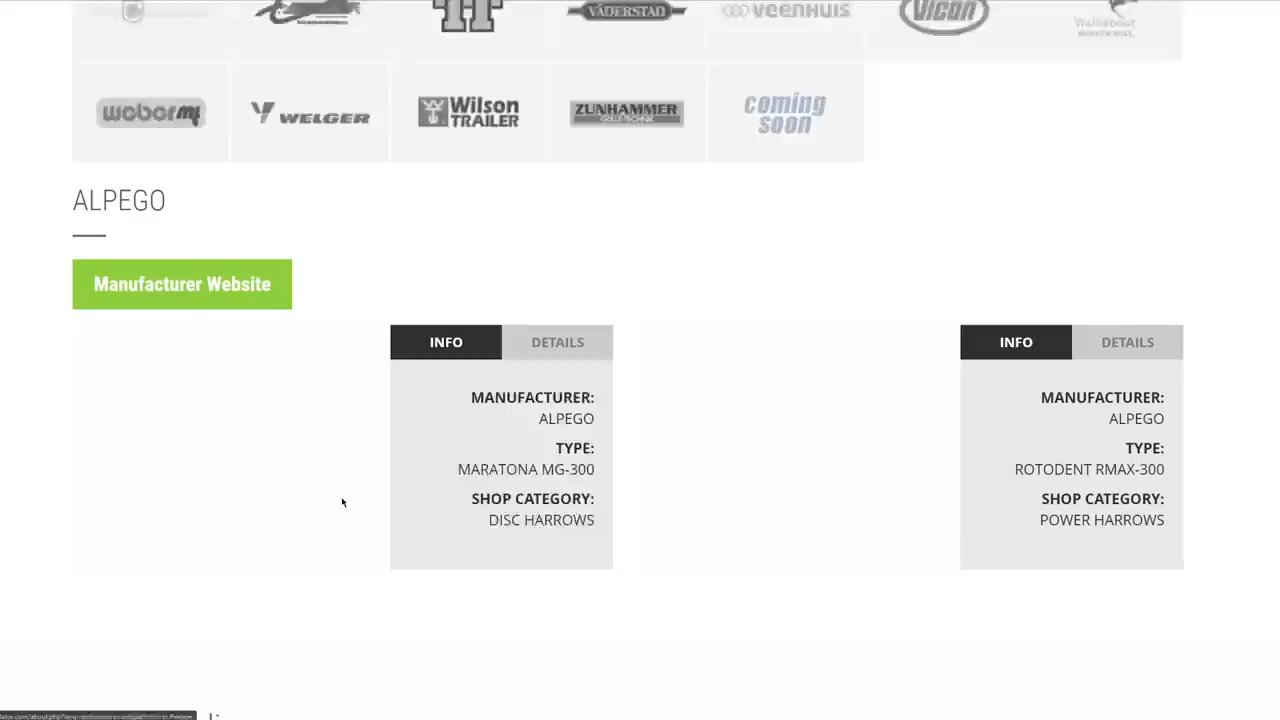 VÄDERSTAD
VEENHUIS
Vicon
Walkabout
WELGER
Wilson
TRAILER
ZUNHAMMER
coming
soon
ALPEGO
Manufacturer Website
INFO
DETAILS
MANUFACTURER:
ALPEGO
TYPE:
MARATONA MG-300
SHOP CATEGORY:
DISC HARROWS
INFO
DETAILS
MANUFACTURER:
ALPEGO
TYPE:
ROTODENT RMAX-300
SHOP CATEGORY:
POWER HARROWS